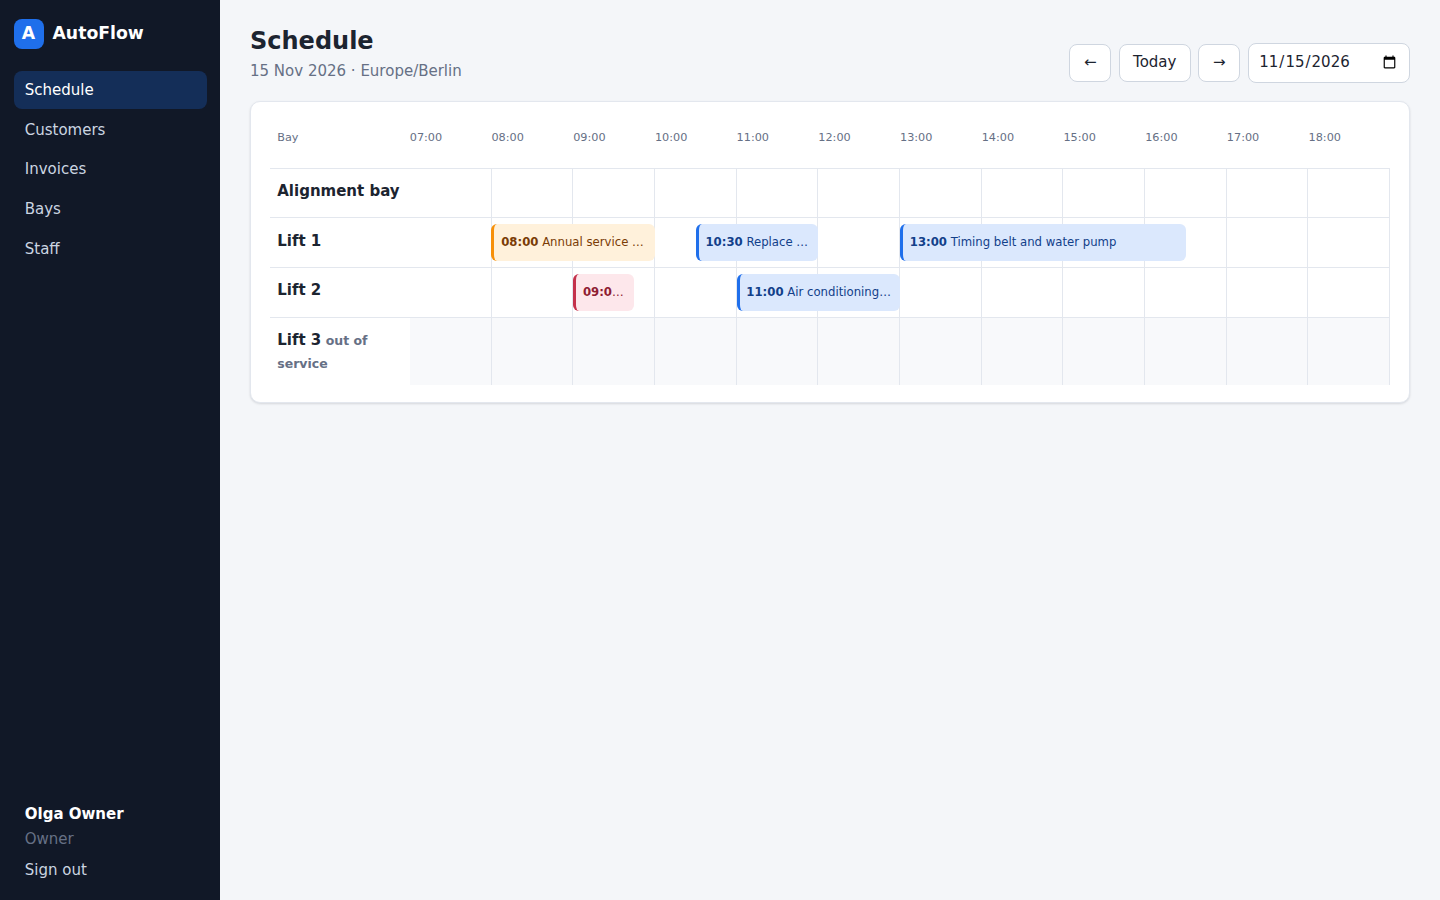 A AutoFlow
Schedule
Customers
Invoices
Bays
Staff
Olga Owner
Owner
Sign out
Schedule
15 Nov 2026 · Europe/Berlin
← Today → 11/15/2026
Bay 07:00 08:00 09:00 10:00 11:00 12:00 13:00 14:00 15:00 16:00 17:00 18:00
Alignment bay
Lift 1 08:00 Annual service ... 10:30 Replace ... 13:00 Timing belt and water pump
Lift 2 09:0... 11:00 Air conditioning...
Lift 3 out of
service